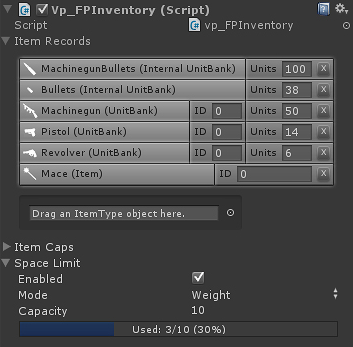 Vp_FPInventory (Script)
Script vp_FPInventory
Item Records
MachinegunBullets (Internal UnitBank) Units 100 X
Bullets (Internal UnitBank) Units 38 X
Machinegun (UnitBank) ID 0 Units 50 X
Pistol (UnitBank) ID 0 Units 14 X
Revolver (UnitBank) ID 0 Units 6 X
Mace (Item) ID 0 X
Drag an ItemType object here.
Item Caps
Space Limit
Enabled
Mode Weight
Capacity 10
Used: 3/10 (30%)